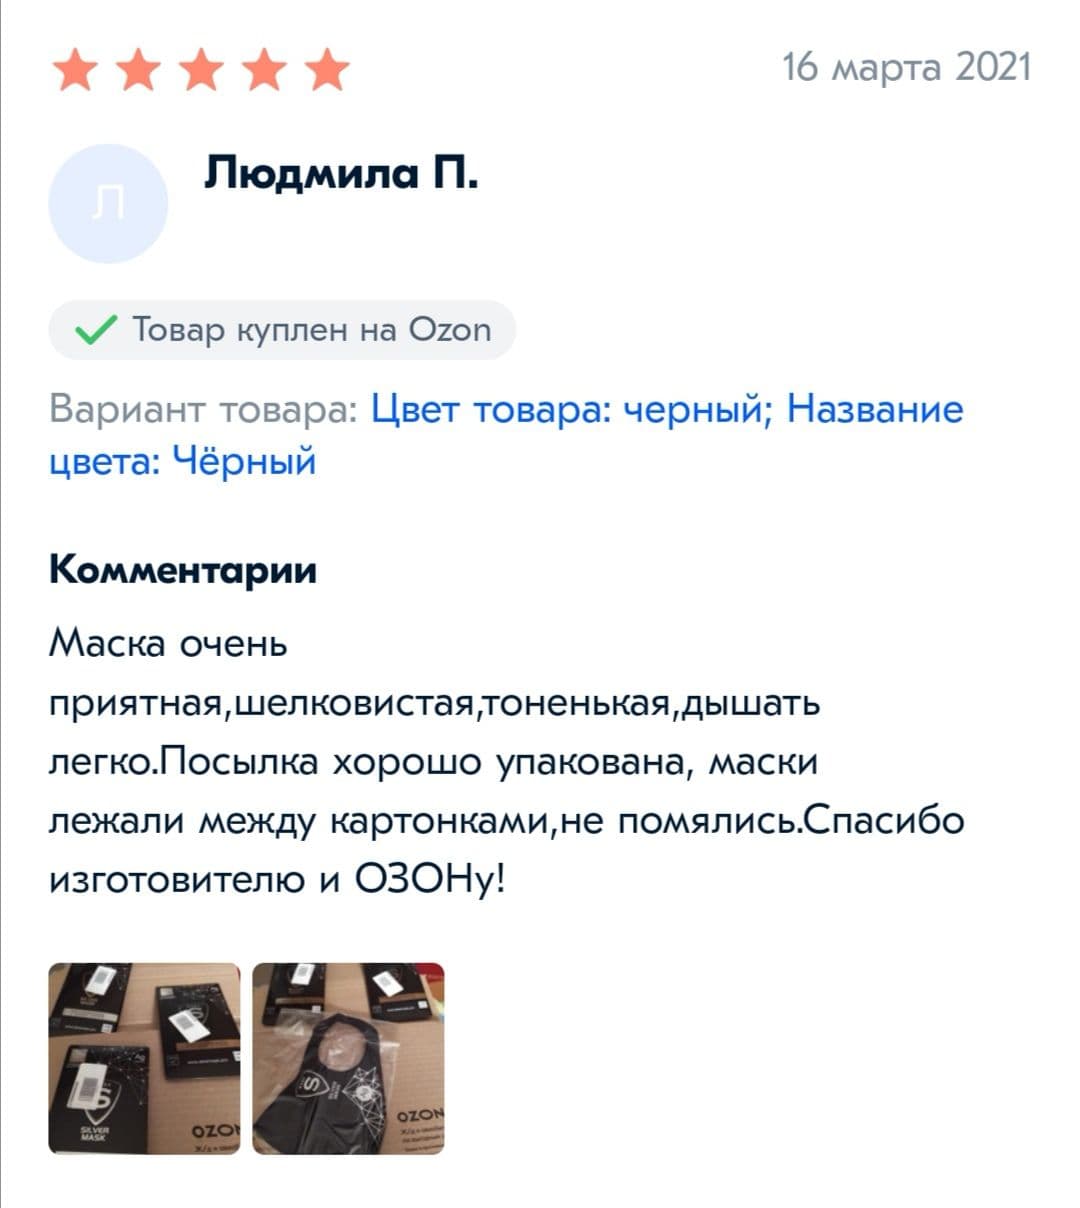 16 марта 2021
Л
Людмила П.
Товар куплен на Ozon
Вариант товара: Цвет товара: черный; Название
цвета: Чёрный
Комментарии
Маска очень
приятная,шелковистая,тоненькая,дышать
легко.Посылка хорошо упакована, маски
лежали между картонками,не помялись.Спасибо
изготовителю и ОЗОНу!
S
SILVER
MASK
OZON
S
OZON